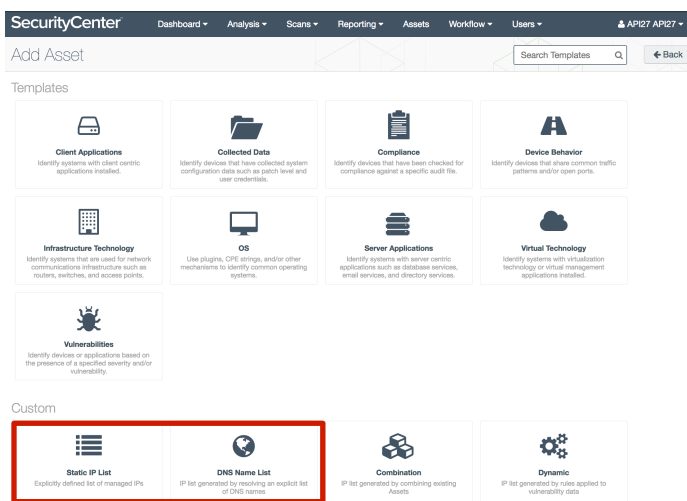 SecurityCenter
Dashboard Analysis Scans Reporting Assets Workflow Users API27 API27
Add Asset
Search Templates
Back
Templates
Client Applications
Identify systems with client centric
applications installed.
Collected Data
Identify devices that have collected system
configuration data such as patch level and
user credentials.
Compliance
Identify devices that have been checked for
compliance against a specific audit file.
Device Behavior
Identify devices that share common traffic
patterns and/or open ports.
Infrastructure Technology
Identify systems that are used for network
communications infrastructure such as
routers, switches, and access points.
OS
Use plugins, CPE strings, and/or other
mechanisms to identify common operating
systems.
Server Applications
Identify systems with server centric
applications such as database services,
email services, and directory services.
Virtual Technology
Identify systems with virtualization
technology or virtual management
applications installed.
Vulnerabilities
Identify devices or applications based on
the presence of a specified severity and/or
vulnerability.
Custom
Static IP List
Explicitly defined list of managed IPs
DNS Name List
IP list generated by resolving an explicit list
of DNS names
Combination
IP list generated by combining existing
Assets
Dynamic
IP list generated by rules applied to
vulnerability data